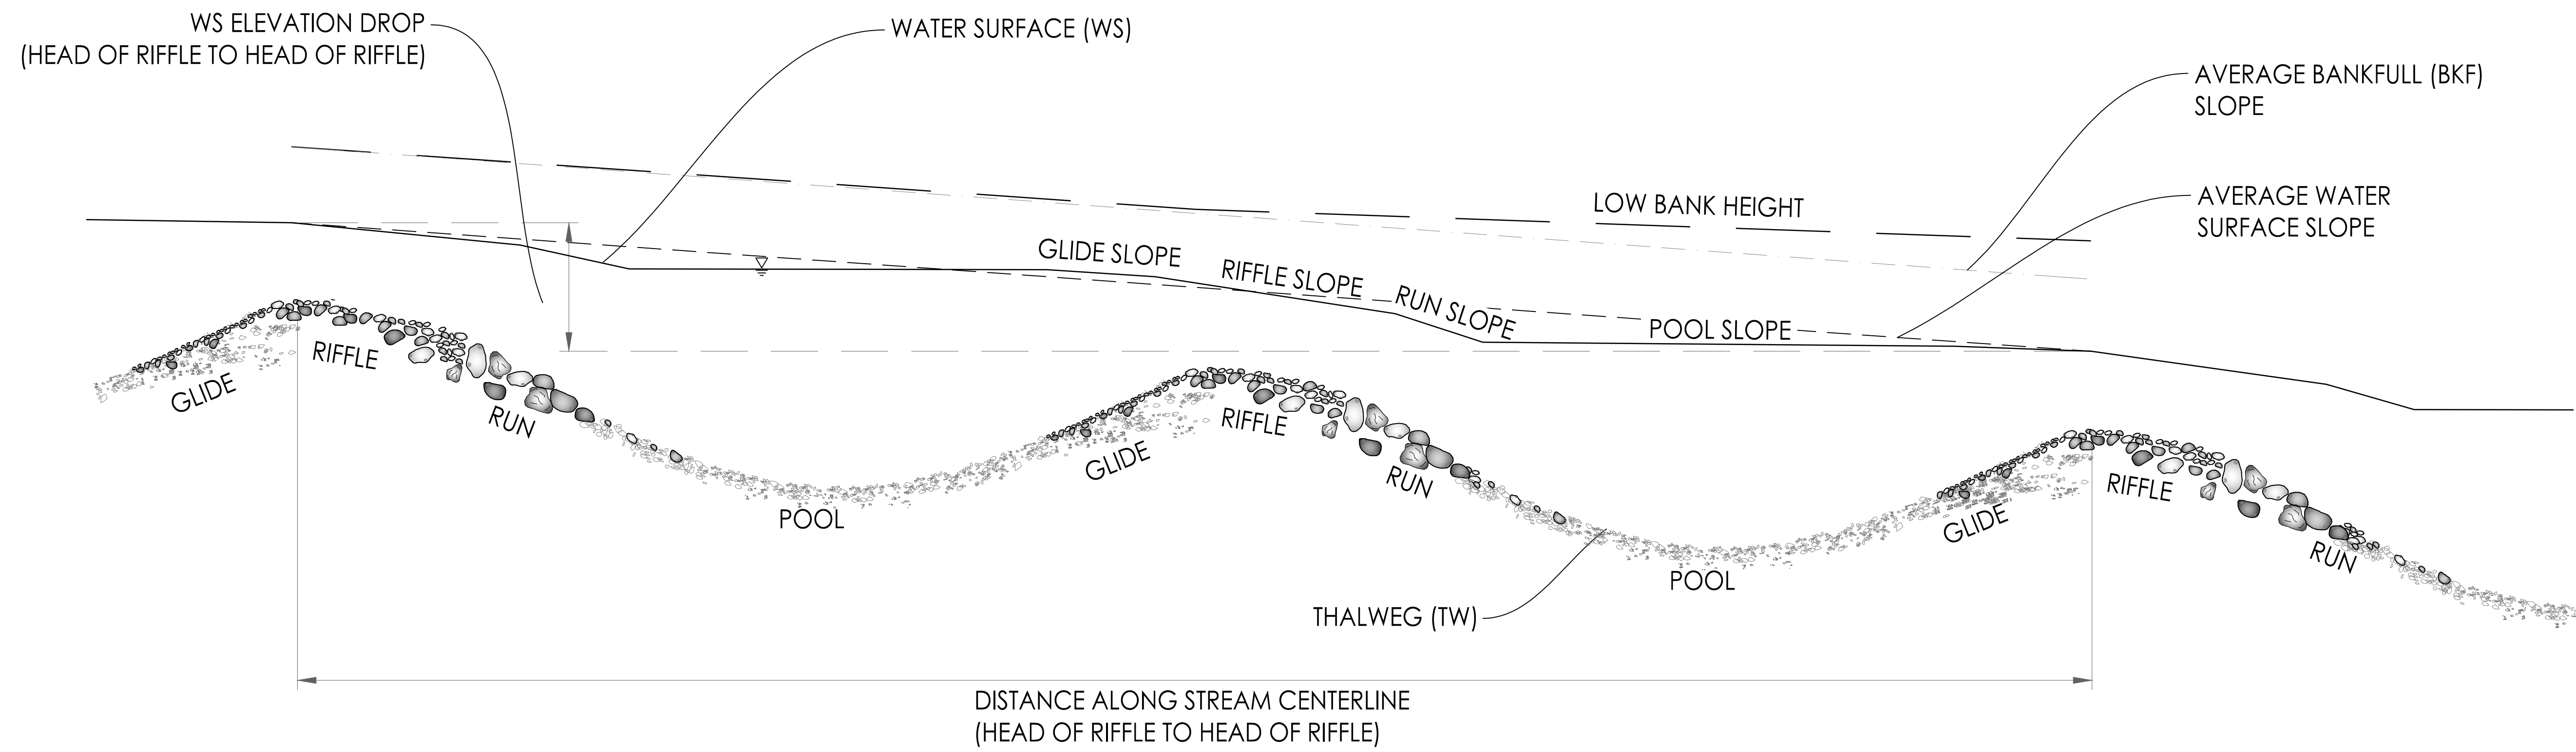 WS ELEVATION DROP
(HEAD OF RIFFLE TO HEAD OF RIFFLE)
WATER SURFACE (WS)
AVERAGE BANKFULL (BKF)
SLOPE
AVERAGE WATER
SURFACE SLOPE
LOW BANK HEIGHT
GLIDE SLOPE
RIFFLE SLOPE
RUN SLOPE
POOL SLOPE
GLIDE
RIFFLE
RUN
POOL
GLIDE
RIFFLE
RUN
POOL
GLIDE
RIFFLE
RUN
THALWEG (TW)
DISTANCE ALONG STREAM CENTERLINE
(HEAD OF RIFFLE TO HEAD OF RIFFLE)